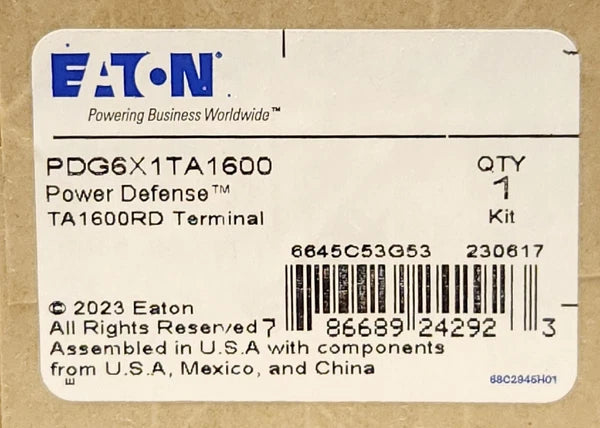 EATON
Powering Business Worldwide™
PDG6X1TA1600
Power Defense™
TA1600RD Terminal
QTY
1
Kit
6645C53G53 230617
7 86689 24292 3
© 2023 Eaton
All Rights Reserved
Assembled in U.S.A with components
from U.S.A, Mexico, and China
E
68C2945H01